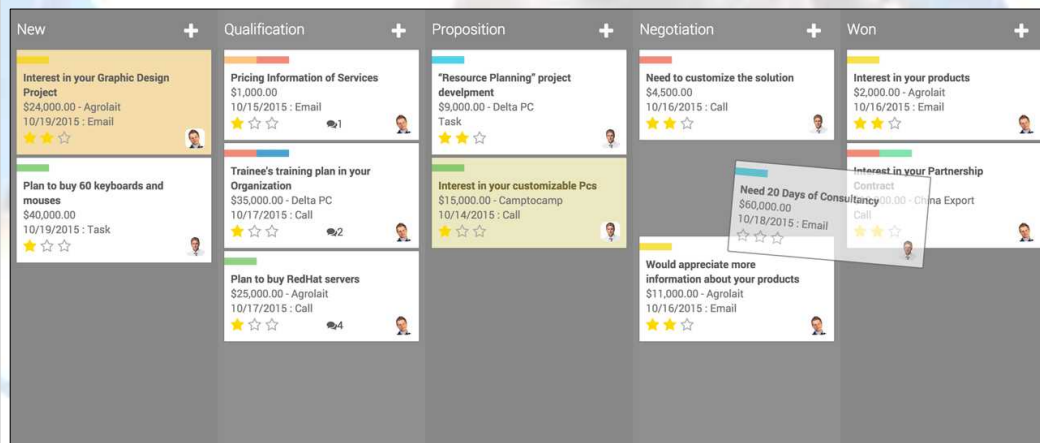 New
Interest in your Graphic Design
Project
$24,000.00 - Agrolait
10/19/2015 : Email
Plan to buy 60 keyboards and
mouses
$40,000.00
10/19/2015 : Task
Qualification
Pricing Information of Services
$1,000.00
10/15/2015 : Email
1
Trainee's training plan in your
Organization
$35,000.00 - Delta PC
10/17/2015 : Call
2
Plan to buy RedHat servers
$25,000.00 - Agrolait
10/17/2015 : Call
4
Proposition
“Resource Planning” project
develpment
$9,000.00 - Delta PC
Task
Interest in your customizable Pcs
$15,000.00 - Camptocamp
10/14/2015 : Call
Negotiation
Need to customize the solution
$4,500.00
10/16/2015 : Call
Need 20 Days of Consultancy
$60,000.00
10/18/2015 : Email
Would appreciate more
information about your products
$11,000.00 - Agrolait
10/16/2015 : Email
Won
Interest in your products
$2,000.00 - Agrolait
10/16/2015 : Email
Interest in your Partnership
Contract
China Export
Call